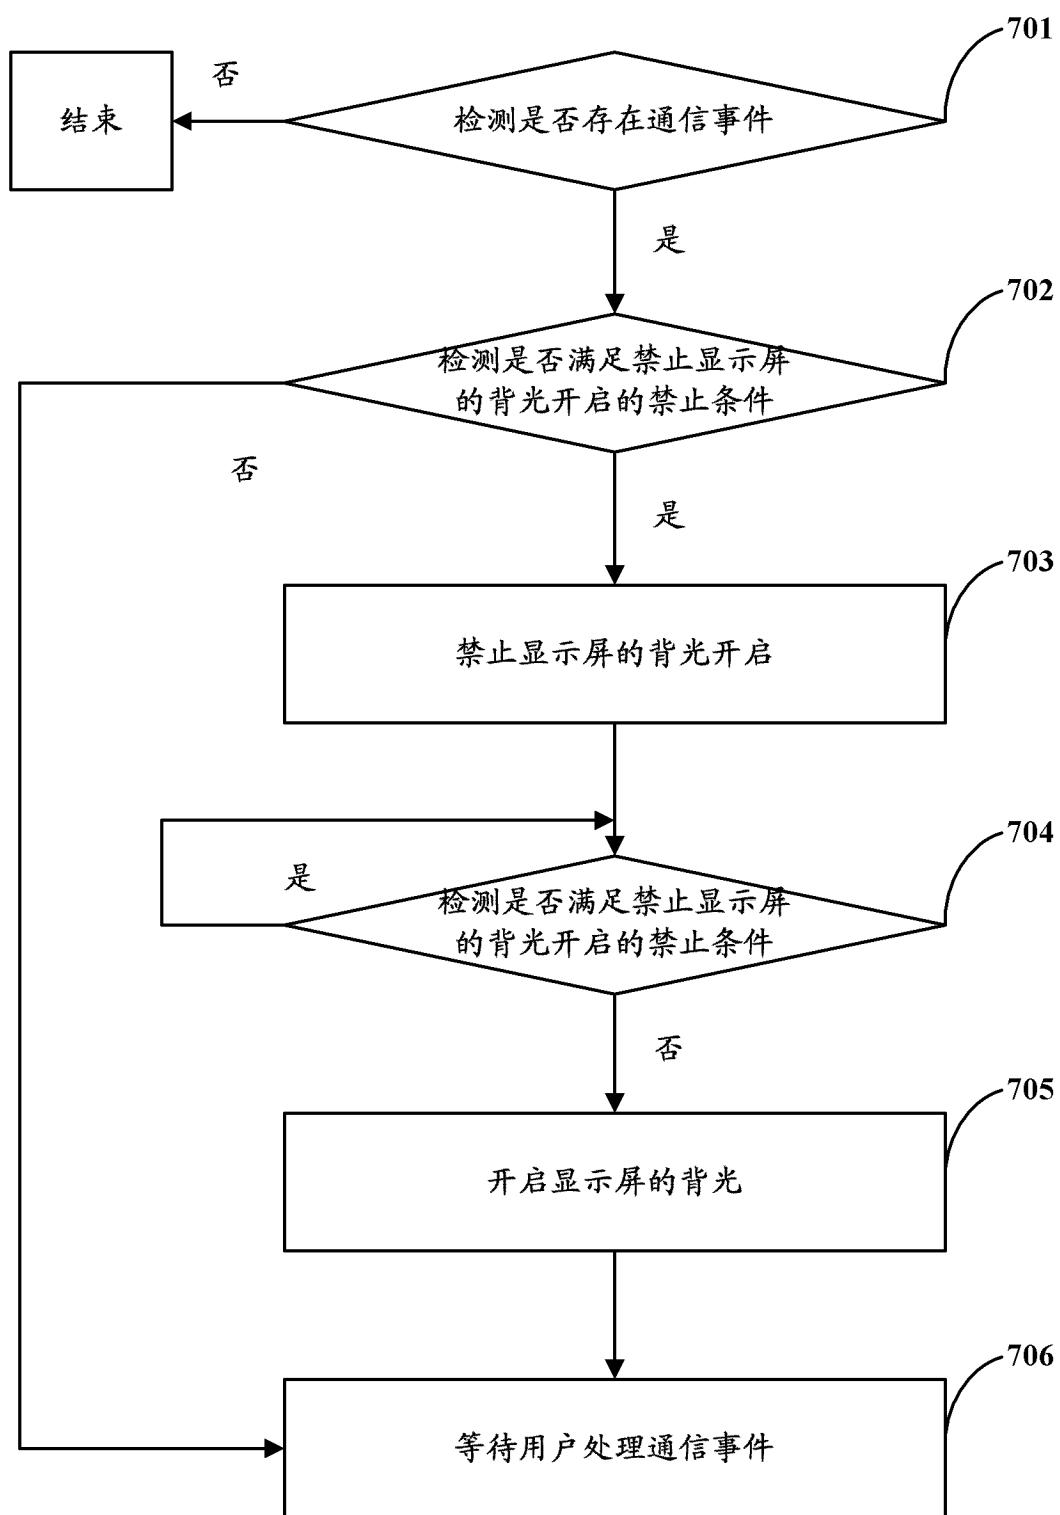 701
否
结束
检测是否存在通信事件
是
702
检测是否满足禁止显示屏
的背光开启的禁止条件
否
是
703
禁止显示屏的背光开启
704
是
检测是否满足禁止显示屏
的背光开启的禁止条件
否
705
开启显示屏的背光
706
等待用户处理通信事件